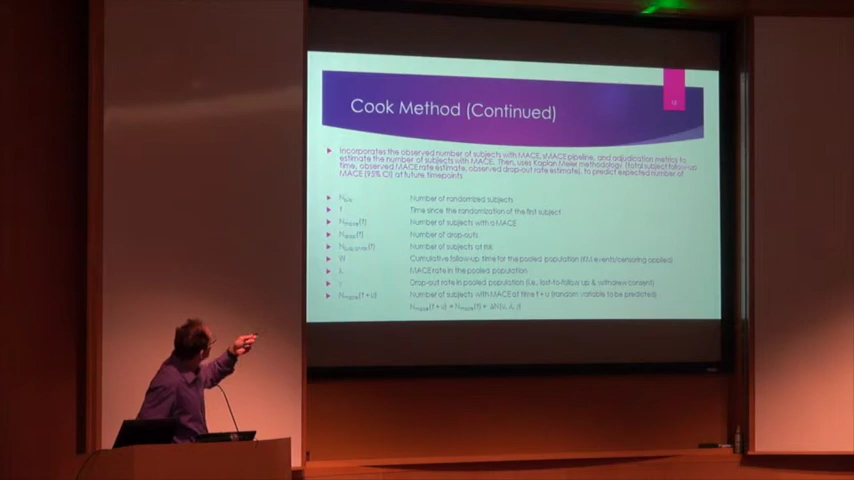 Cook Method (Continued)
Incorporates the observed number of subjects with MACE, sMACE pipeline, and adjudication metrics to
estimate the number of subjects with MACE. Then, uses Kaplan Meier methodology (total subject follow-up
time, observed MACE rate estimate, observed drop-out rate estimate), to predict expected number of
MACE (95% CI) at future timepoints
Number of randomized subjects
t Time since the randomization of the first subject
Number of subjects with a MACE
Number of drop-outs
Number of subjects at risk
W Cumulative follow-up time for the pooled population (KM events/censoring applied)
λ MACE rate in the pooled population
Drop-out rate in pooled population (i.e., lost-to-follow up & withdrew consent)
Number of subjects with MACE at time t + u (random variable to be predicted)